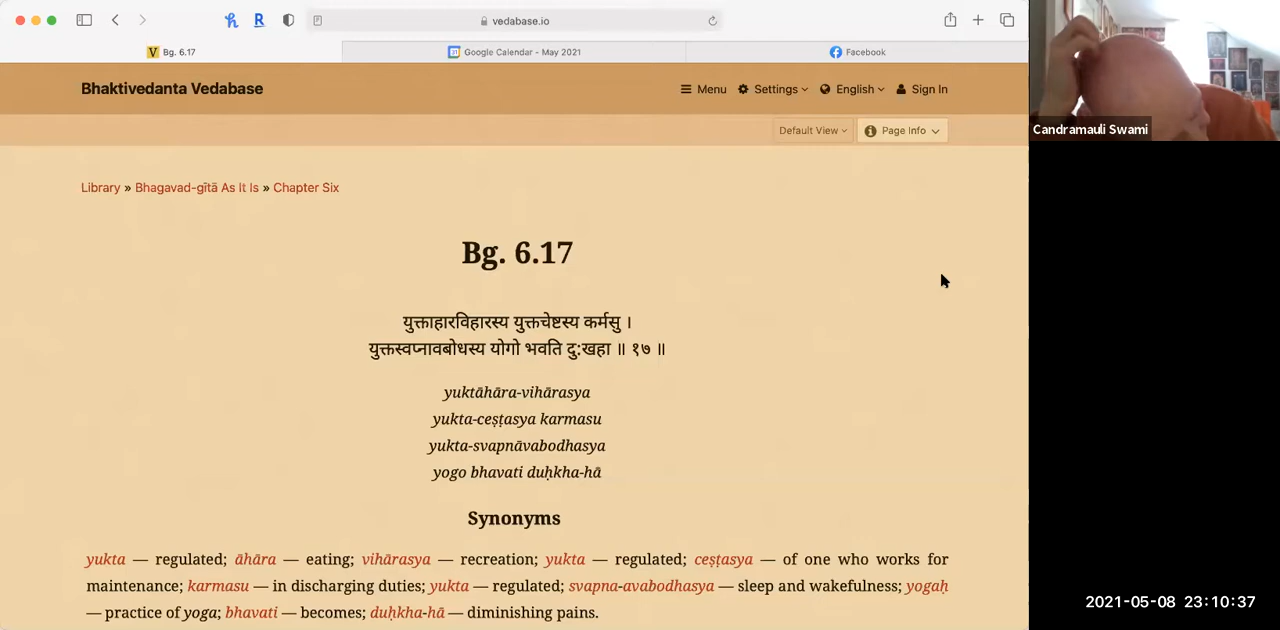 vedabase.io
Bg. 6.17
Google Calendar - May 2021
Facebook
Bhaktivedanta Vedabase
Menu
Settings
English
Sign In
Default View
Page Info
Candramauli Swami
Library » Bhagavad-gītā As It Is » Chapter Six
Bg. 6.17
युक्ताहारविहारस्य युक्तचेष्टस्य कर्मसु ।
युक्तस्वप्‍नावबोधस्य योगो भवति दु:खहा ॥ १७ ॥
yuktāhāra-vihārasya
yukta-ceṣṭasya karmasu
yukta-svapnāvabodhasya
yogo bhavati duḥkha-hā
Synonyms
yukta — regulated; āhāra — eating; vihārasya — recreation; yukta — regulated; ceṣṭasya — of one who works for
maintenance; karmasu — in discharging duties; yukta — regulated; svapna-avabodhasya — sleep and wakefulness; yogaḥ
— practice of yoga; bhavati — becomes; duḥkha-hā — diminishing pains.
2021-05-08 23:10:37